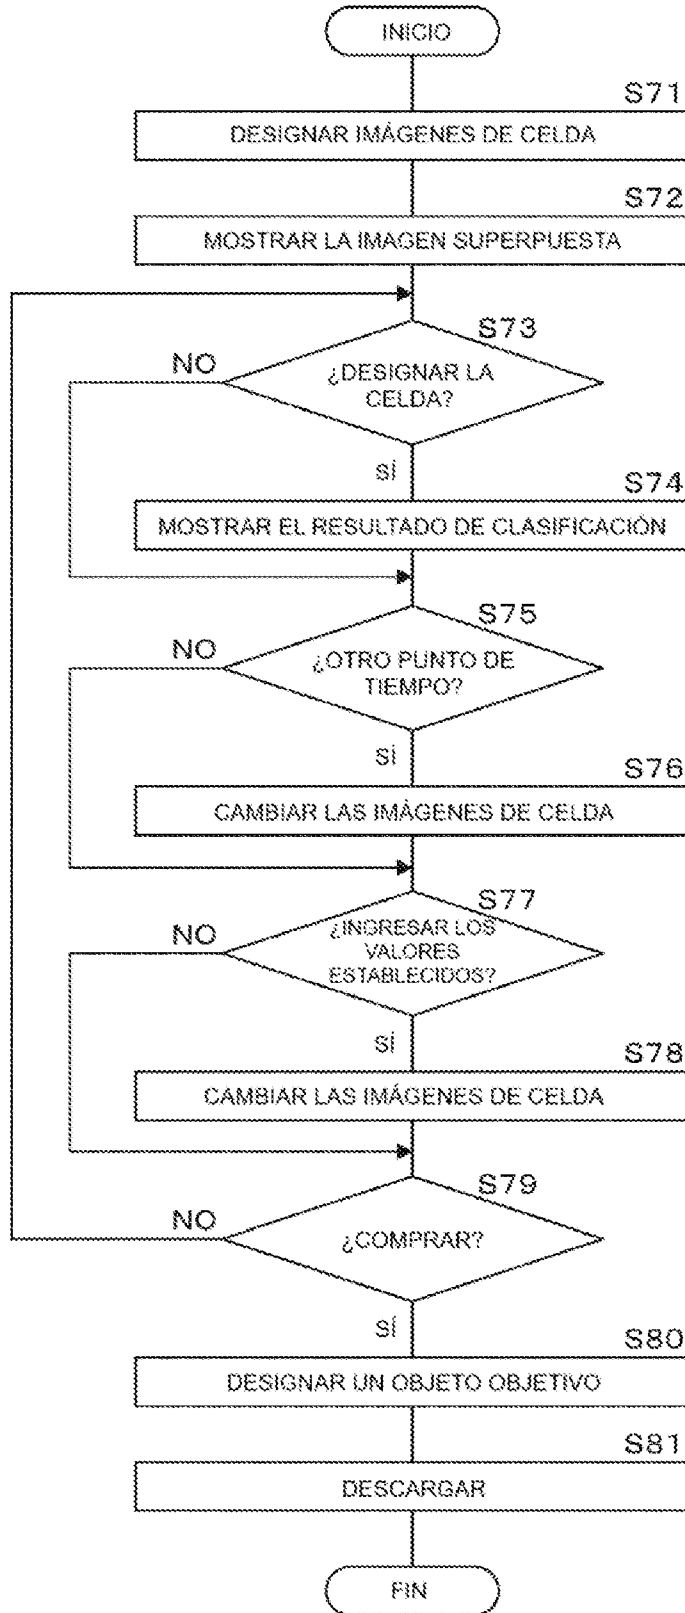 INICIO
S71
DESIGNAR IMÁGENES DE CELDA
S72
MOSTRAR LA IMAGEN SUPERPUESTA
S73
NO
¿DESIGNAR LA
CELDA?
SÍ
S74
MOSTRAR EL RESULTADO DE CLASIFICACIÓN
S75
NO
¿OTRO PUNTO DE
TIEMPO?
SÍ
S76
CAMBIAR LAS IMÁGENES DE CELDA
S77
NO
¿INGRESAR LOS
VALORES
ESTABLECIDOS?
SÍ
S78
CAMBIAR LAS IMÁGENES DE CELDA
S79
NO
¿COMPRAR?
SÍ
S80
DESIGNAR UN OBJETO OBJETIVO
S81
DESCARGAR
FIN